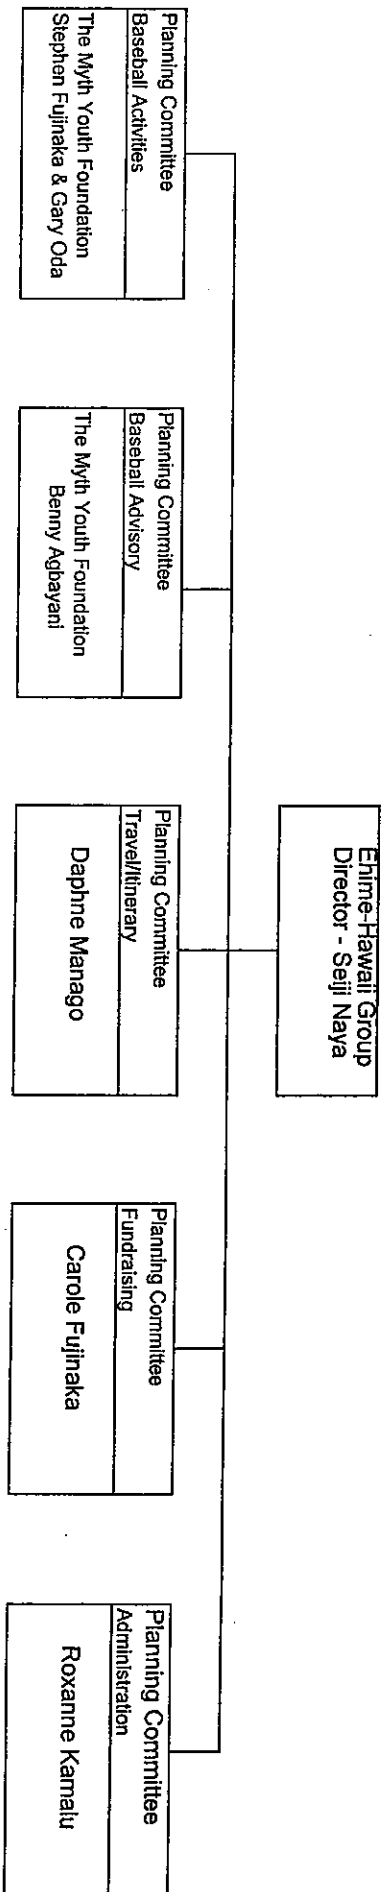 Ehime-Hawaii Group
Director - Seiji Naya
Planning Committee
Baseball Activities
The Myth Youth Foundation
Stephen Fujinaka & Gary Oda
Planning Committee
Baseball Advisory
The Myth Youth Foundation
Benny Agbayani
Planning Committee
Travel/Itinerary
Daphne Manago
Planning Committee
Fundraising
Carole Fujinaka
Planning Committee
Administration
Roxanne Kamalu